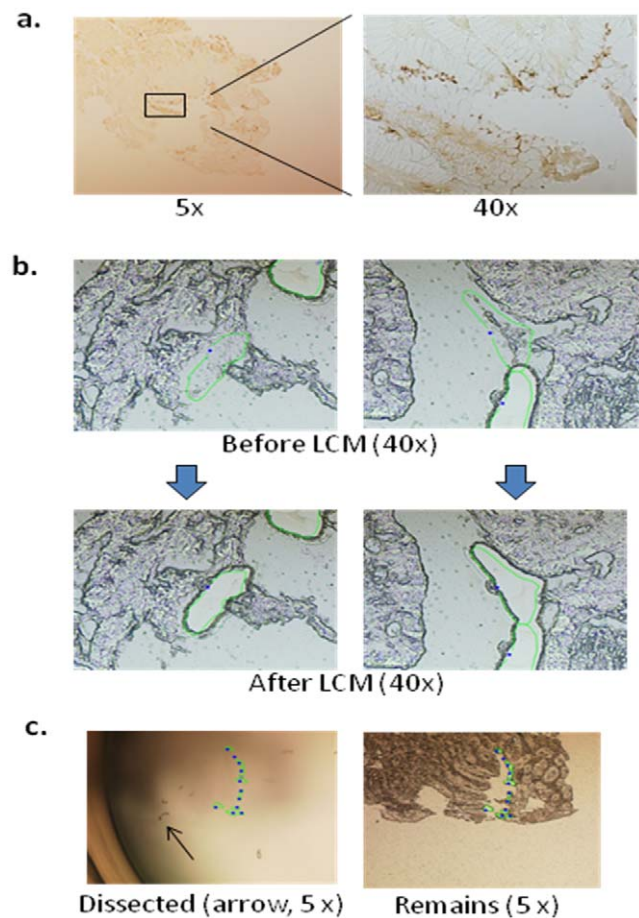 a.
5x 40x
b.
Before LCM (40x)
After LCM (40x)
c.
Dissected (arrow, 5 x) Remains (5 x)